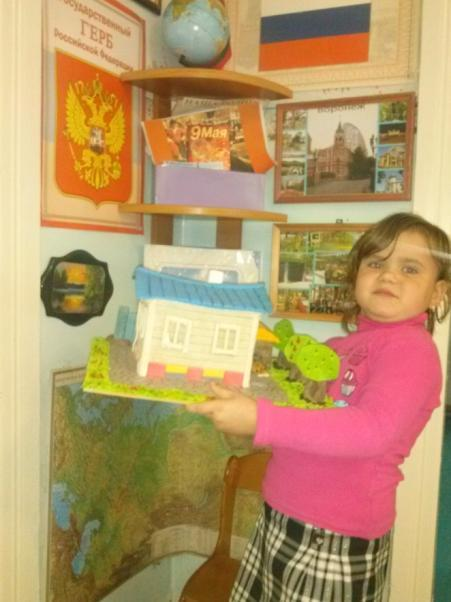 Государственный
ГЕРБ
Российской Федерации
9 Мая
Воронеж